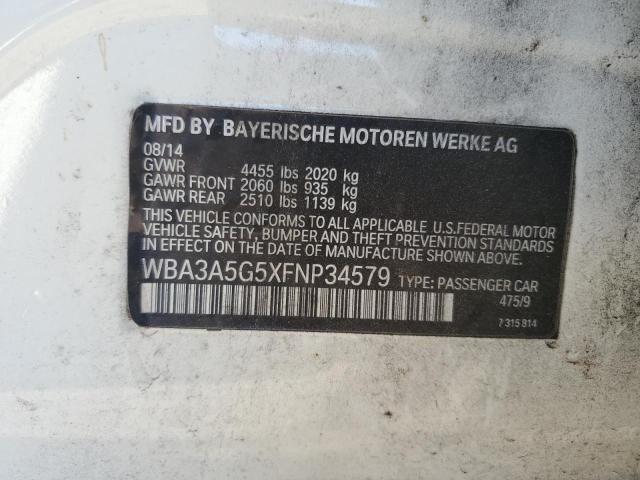 MFD BY BAYERISCHE MOTOREN WERKE AG
08/14
GVWR 4455 lbs 2020 kg
GAWR FRONT 2060 lbs 935 kg
GAWR REAR 2510 lbs 1139 kg
THIS VEHICLE CONFORMS TO ALL APPLICABLE U.S.FEDERAL MOTOR
VEHICLE SAFETY, BUMPER AND THEFT PREVENTION STANDARDS
IN EFFECT ON THE DATE OF MANUFACTURE SHOWN ABOVE.
WBA3A5G5XFNP34579 TYPE: PASSENGER CAR
475/9
7 315 814